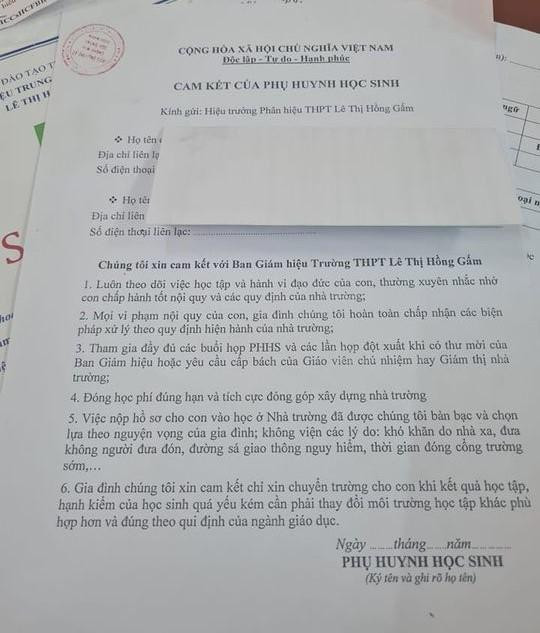 CỘNG HÒA XÃ HỘI CHỦ NGHĨA VIỆT NAM
Độc lập - Tự do - Hạnh phúc
CAM KẾT CỦA PHỤ HUYNH HỌC SINH
Kính gửi: Hiệu trưởng Phân hiệu THPT Lê Thị Hồng Gấm
❖ Họ tên
Địa chỉ liên lạ
Số điện thoại
❖ Họ tên
Địa chỉ liên
Số điện thoại liên lạc:
Chúng tôi xin cam kết với Ban Giám hiệu Trường THPT Lê Thị Hồng Gấm
1. Luôn theo dõi việc học tập và hành vi đạo đức của con, thường xuyên nhắc nhở
con chấp hành tốt nội quy và các quy định của nhà trường;
2. Mọi vi phạm nội quy của con, gia đình chúng tôi hoàn toàn chấp nhận các biện
pháp xử lý theo quy định hiện hành của nhà trường;
3. Tham gia đầy đủ các buổi họp PHHS và các lần họp đột xuất khi có thư mời của
Ban Giám hiệu hoặc yêu cầu cấp bách của Giáo viên chủ nhiệm hay Giám thị nhà
trường;
4. Đóng học phí đúng hạn và tích cực đóng góp xây dựng nhà trường
5. Việc nộp hồ sơ cho con vào học ở Nhà trường đã được chúng tôi bàn bạc và chọn
lựa theo nguyện vọng của gia đình; không viện các lý do: khó khăn do nhà xa, đưa
không người đưa đón, đường sá giao thông nguy hiểm, thời gian đóng cổng trường
sớm,...
6. Gia đình chúng tôi xin cam kết chỉ xin chuyển trường cho con khi kết quả học tập,
hạnh kiểm của học sinh quá yếu kém cần phải thay đổi môi trường học tập khác phù
hợp hơn và đúng theo qui định của ngành giáo dục.
Ngày ........tháng......năm............
PHỤ HUYNH HỌC SINH
(Ký tên và ghi rõ họ tên)
ĐÀO TẠO T
ỆU TRUNG
LÊ THỊ H
S
ngữ
oại n